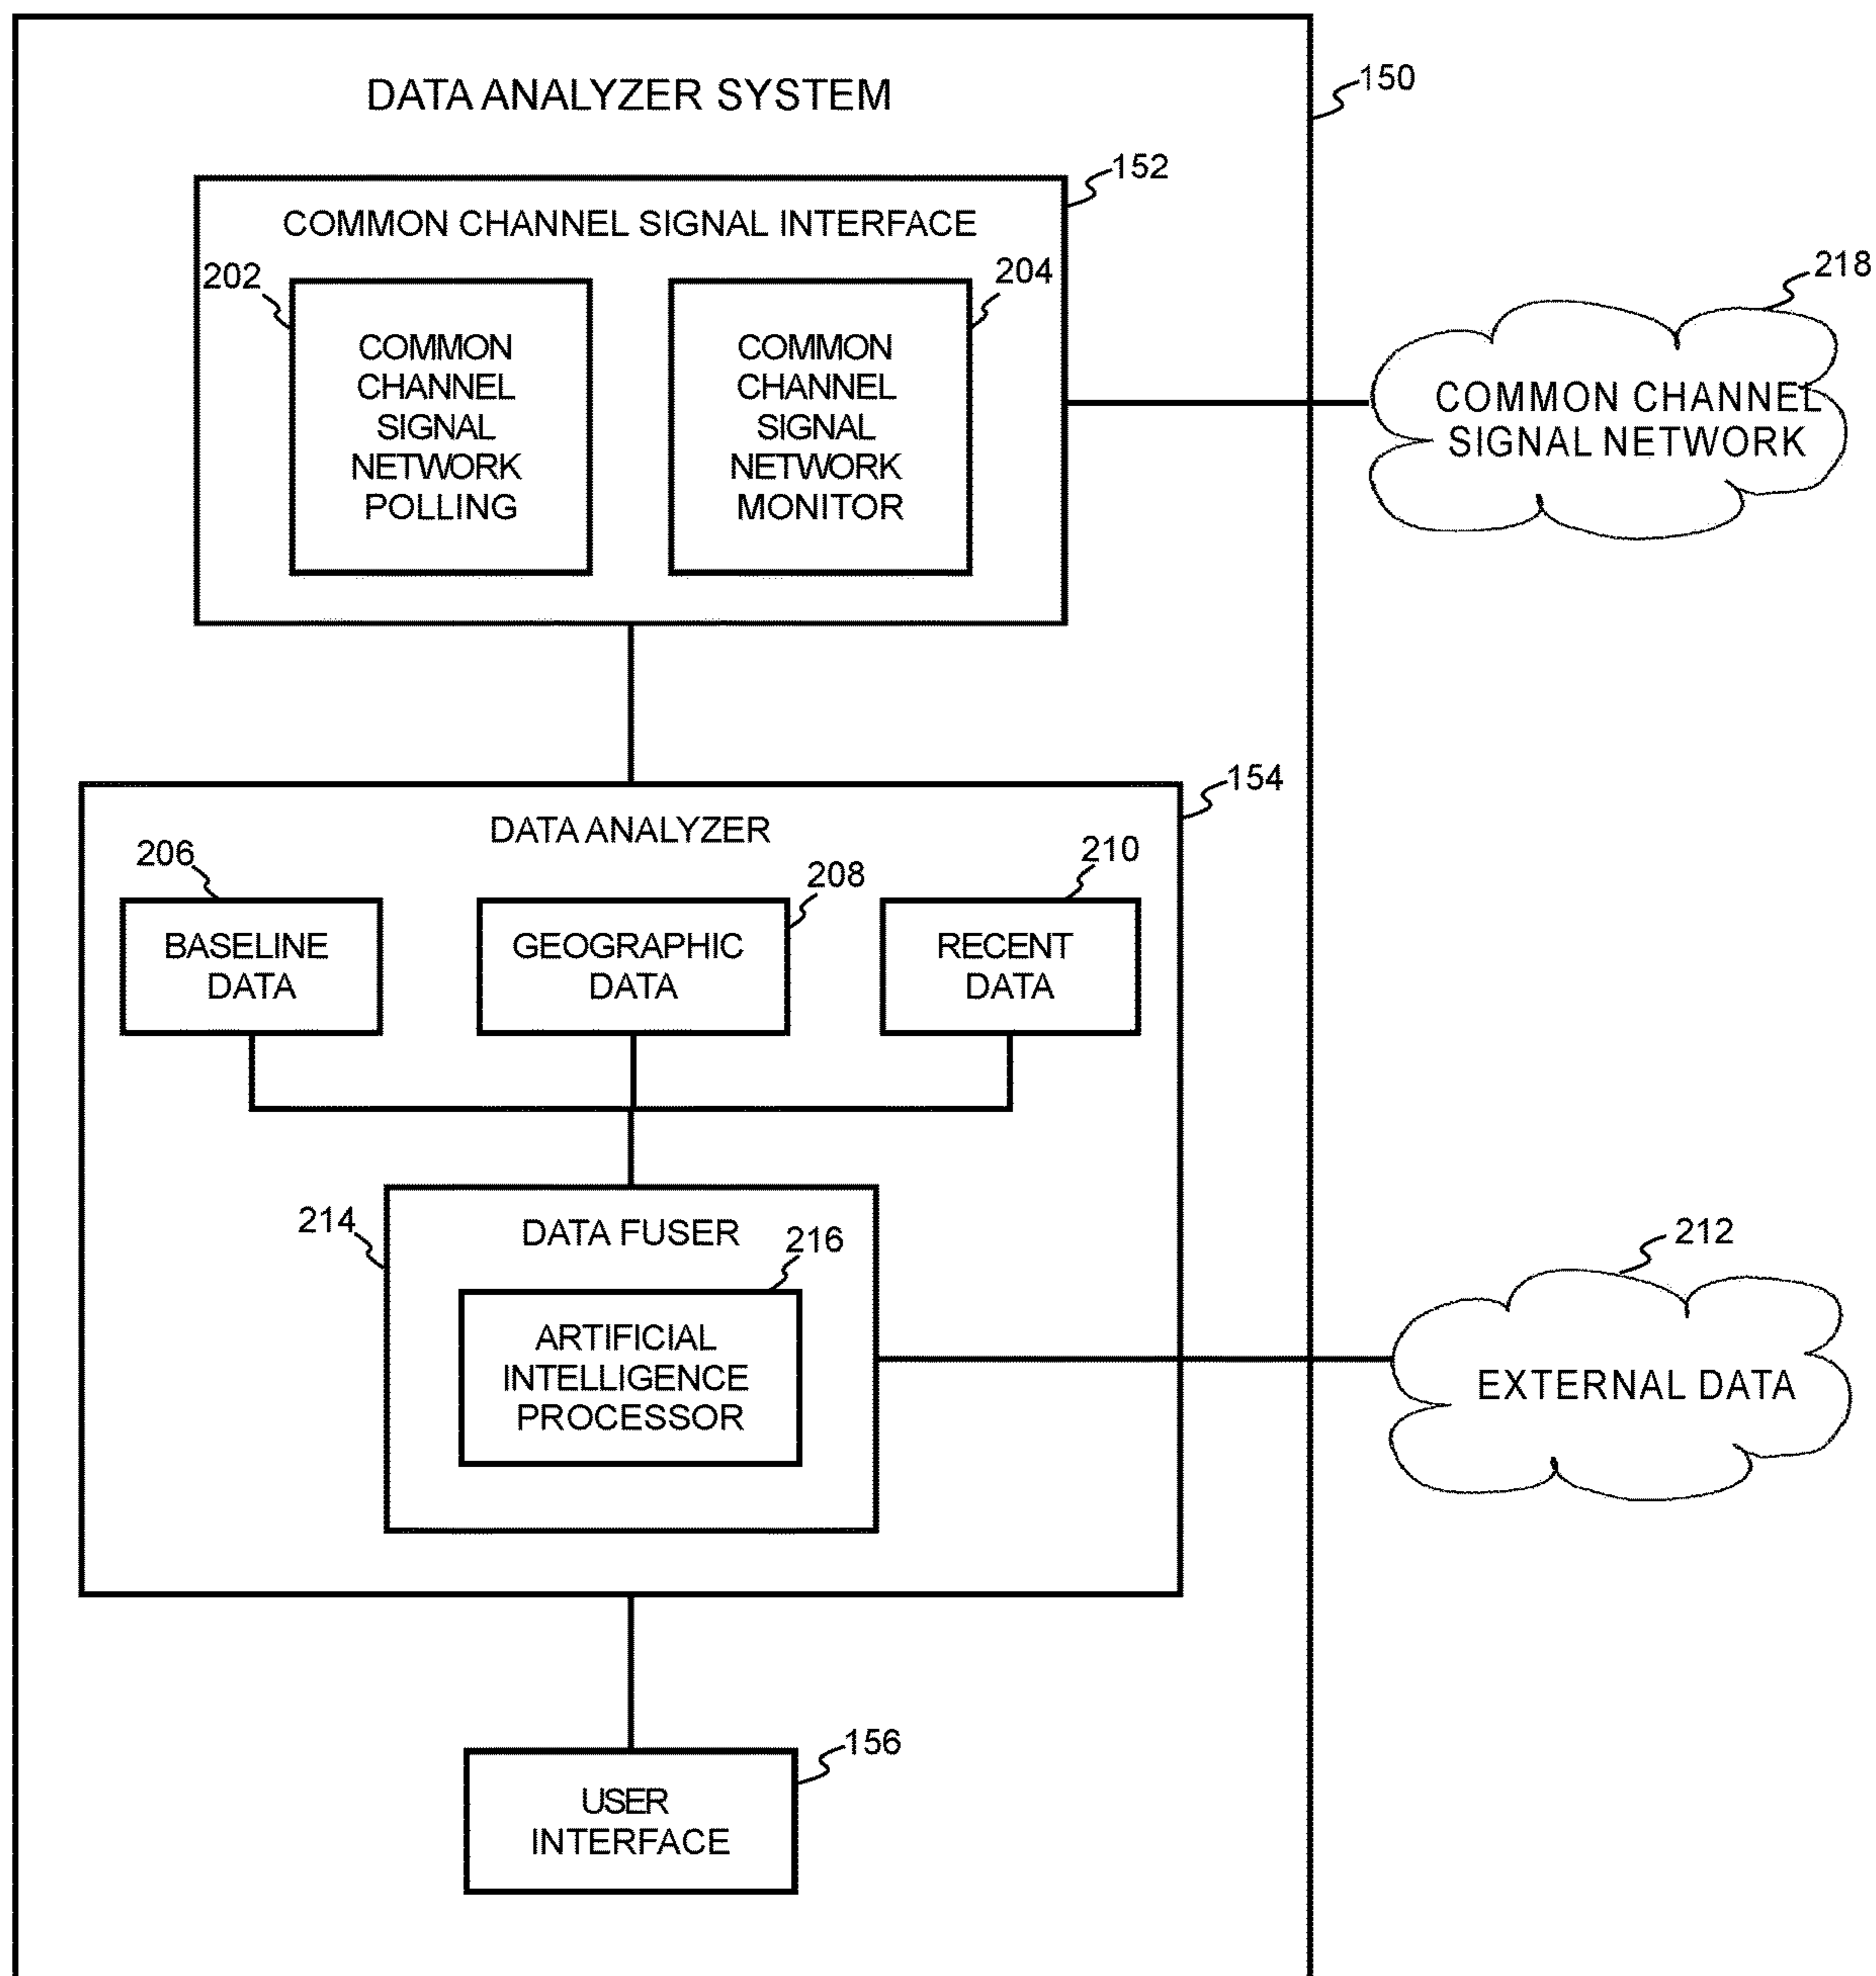 DATA ANALYZER SYSTEM
150
152
COMMON CHANNEL SIGNAL INTERFACE
202
204
COMMON
CHANNEL
SIGNAL
NETWORK
POLLING
COMMON
CHANNEL
SIGNAL
NETWORK
MONITOR
218
COMMON CHANNEL
SIGNAL NETWORK
154
DATA ANALYZER
206
208
210
BASELINE
DATA
GEOGRAPHIC
DATA
RECENT
DATA
214
DATA FUSER
216
ARTIFICIAL
INTELLIGENCE
PROCESSOR
212
EXTERNAL DATA
156
USER
INTERFACE